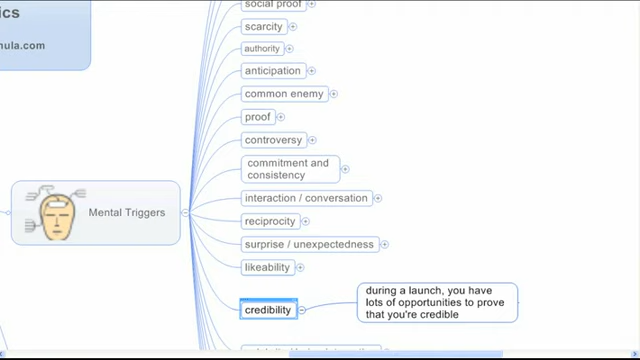 ics
mula.com
social proof
scarcity
authority
anticipation
common enemy
proof
controversy
commitment and
consistency
interaction / conversation
Mental Triggers
reciprocity
surprise / unexpectedness
likeability
credibility
during a launch, you have
lots of opportunities to prove
that you're credible